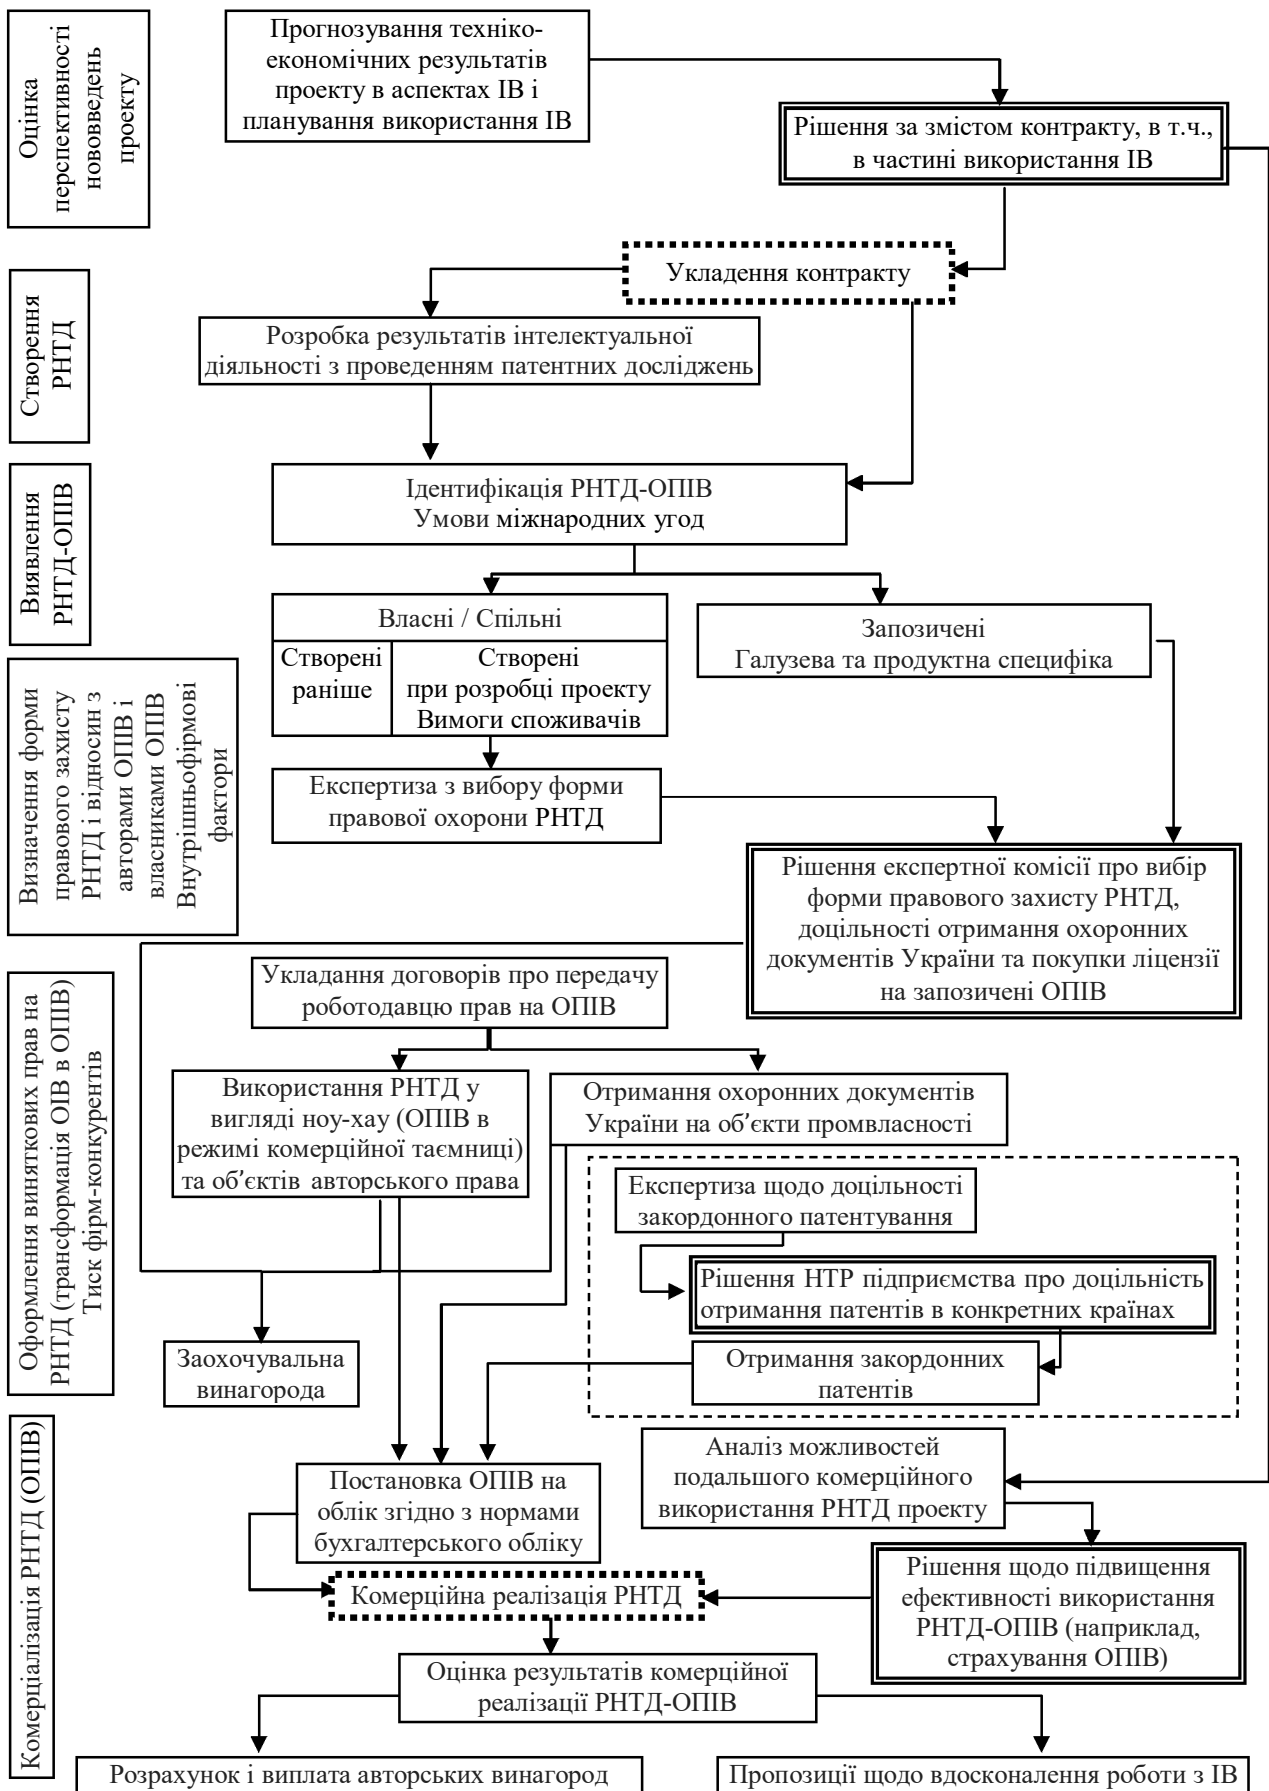 Оцінка
перспективності
нововведень
проекту
Прогнозування техніко-
економічних результатів
проекту в аспектах ІВ і
планування використання ІВ
Рішення за змістом контракту, в т.ч.,
в частині використання ІВ
Укладення контракту
Створення
РНТД
Розробка результатів інтелектуальної
діяльності з проведенням патентних досліджень
Виявлення
РНТД-ОПІВ
Ідентифікація РНТД-ОПІВ
Умови міжнародних угод
Власні / Спільні
Створені
раніше
Створені
при розробці проекту
Вимоги споживачів
Запозичені
Галузева та продуктна специфіка
Визначення форми
правового захисту
РНТД і відносин з
авторами ОПІВ і
власниками ОПІВ
Внутрішньофірмові
фактори
Експертиза з вибору форми
правової охорони РНТД
Рішення експертної комісії про вибір
форми правового захисту РНТД,
доцільності отримання охоронних
документів України та покупки ліцензії
на запозичені ОПІВ
Оформлення виняткових прав на
РНТД (трансформація ОІВ в ОПІВ)
Тиск фірм-конкурентів
Укладання договорів про передачу
роботодавцю прав на ОПІВ
Використання РНТД у
вигляді ноу-хау (ОПІВ в
режимі комерційної таємниці)
та об’єктів авторського права
Отримання охоронних документів
України на об’єкти промвласності
Експертиза щодо доцільності
закордонного патентування
Рішення НТР підприємства про доцільність
отримання патентів в конкретних країнах
Отримання закордонних
патентів
Заохочувальна
винагорода
Комерціалізація РНТД (ОПІВ)
Постановка ОПІВ на
облік згідно з нормами
бухгалтерського обліку
Аналіз можливостей
подальшого комерційного
використання РНТД проекту
Рішення щодо підвищення
ефективності використання
РНТД-ОПІВ (наприклад,
страхування ОПІВ)
Комерційна реалізація РНТД
Оцінка результатів комерційної
реалізації РНТД-ОПІВ
Розрахунок і виплата авторських винагород
Пропозиції щодо вдосконалення роботи з ІВ